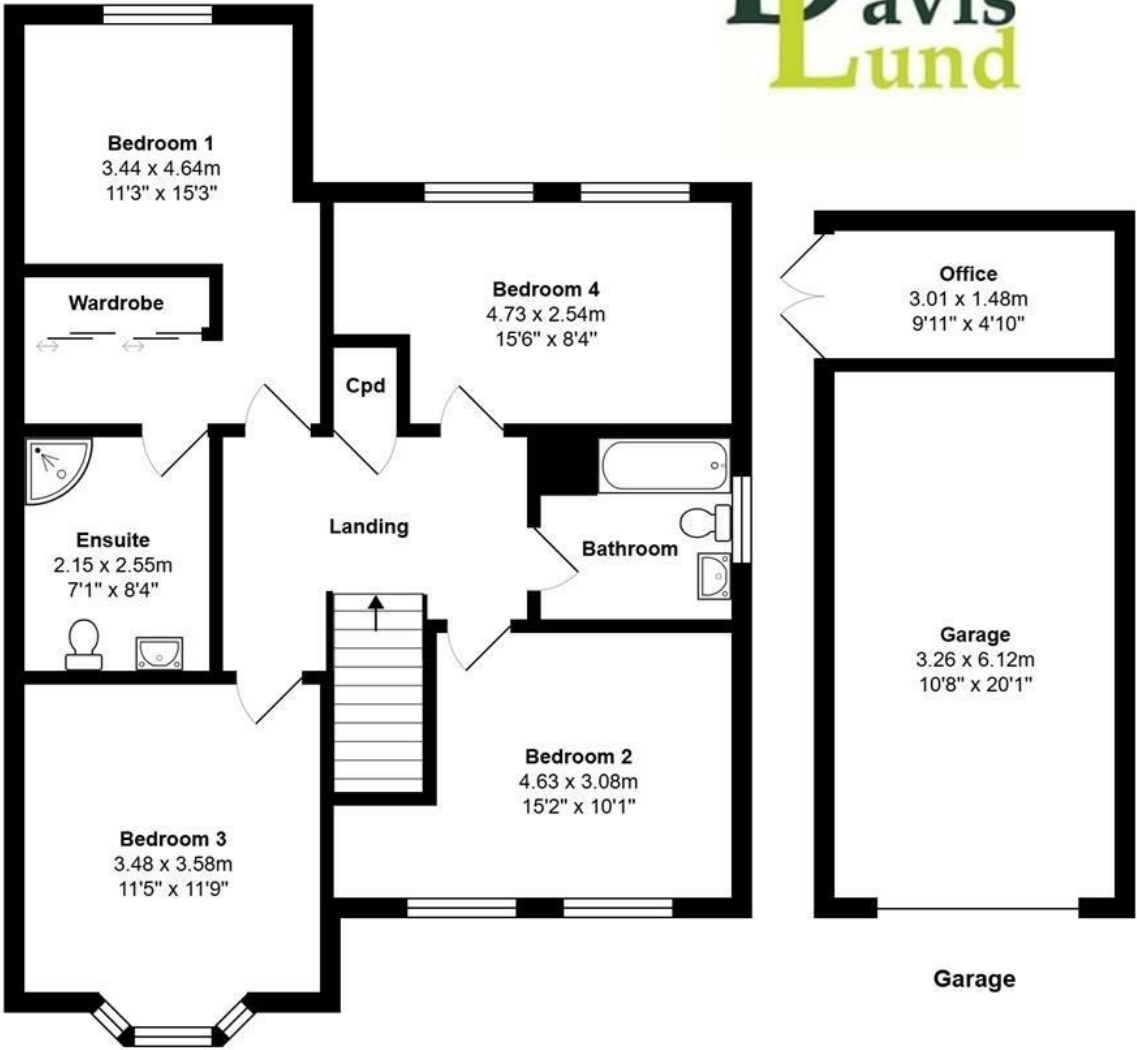 Davis
Lund
Bedroom 1
3.44 x 4.64m
11'3" x 15'3"
Wardrobe
Bedroom 4
4.73 x 2.54m
15'6" x 8'4"
Office
3.01 x 1.48m
9'11" x 4'10"
Cpd
Landing
Ensuite
2.15 x 2.55m
7'1" x 8'4"
Bathroom
Garage
3.26 x 6.12m
10'8" x 20'1"
Bedroom 2
4.63 x 3.08m
15'2" x 10'1"
Bedroom 3
3.48 x 3.58m
11'5" x 11'9"
Garage